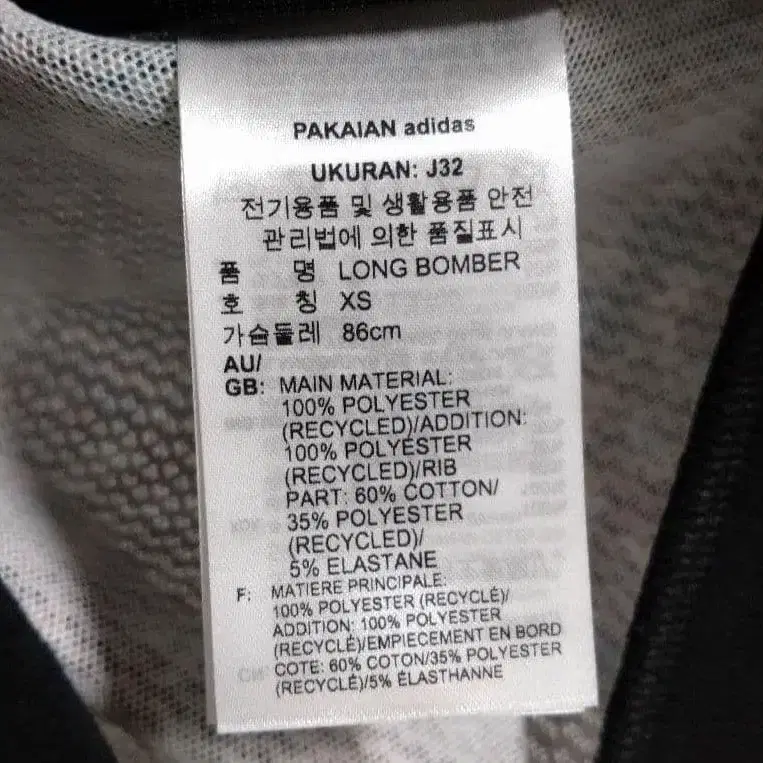 PAKAIAN adidas
UKURAN: J32
전기용품 및 생활용품 안전
관리법에 의한 품질표시
품 명 LONG BOMBER
호 칭 XS
가슴둘레 86cm
AU/
GB: MAIN MATERIAL:
100% POLYESTER
(RECYCLED)/ADDITION:
100% POLYESTER
(RECYCLED)/RIB
PART: 60% COTTON/
35% POLYESTER
(RECYCLED)/
5% ELASTANE
F: MATIERE PRINCIPALE:
100% POLYESTER (RECYCLÉ)/
ADDITION: 100% POLYESTER
(RECYCLÉ)/EMPIECEMENT EN BORD
COTE: 60% COTON/35% POLYESTER
(RECYCLÉ)/5% ÉLASTHANNE